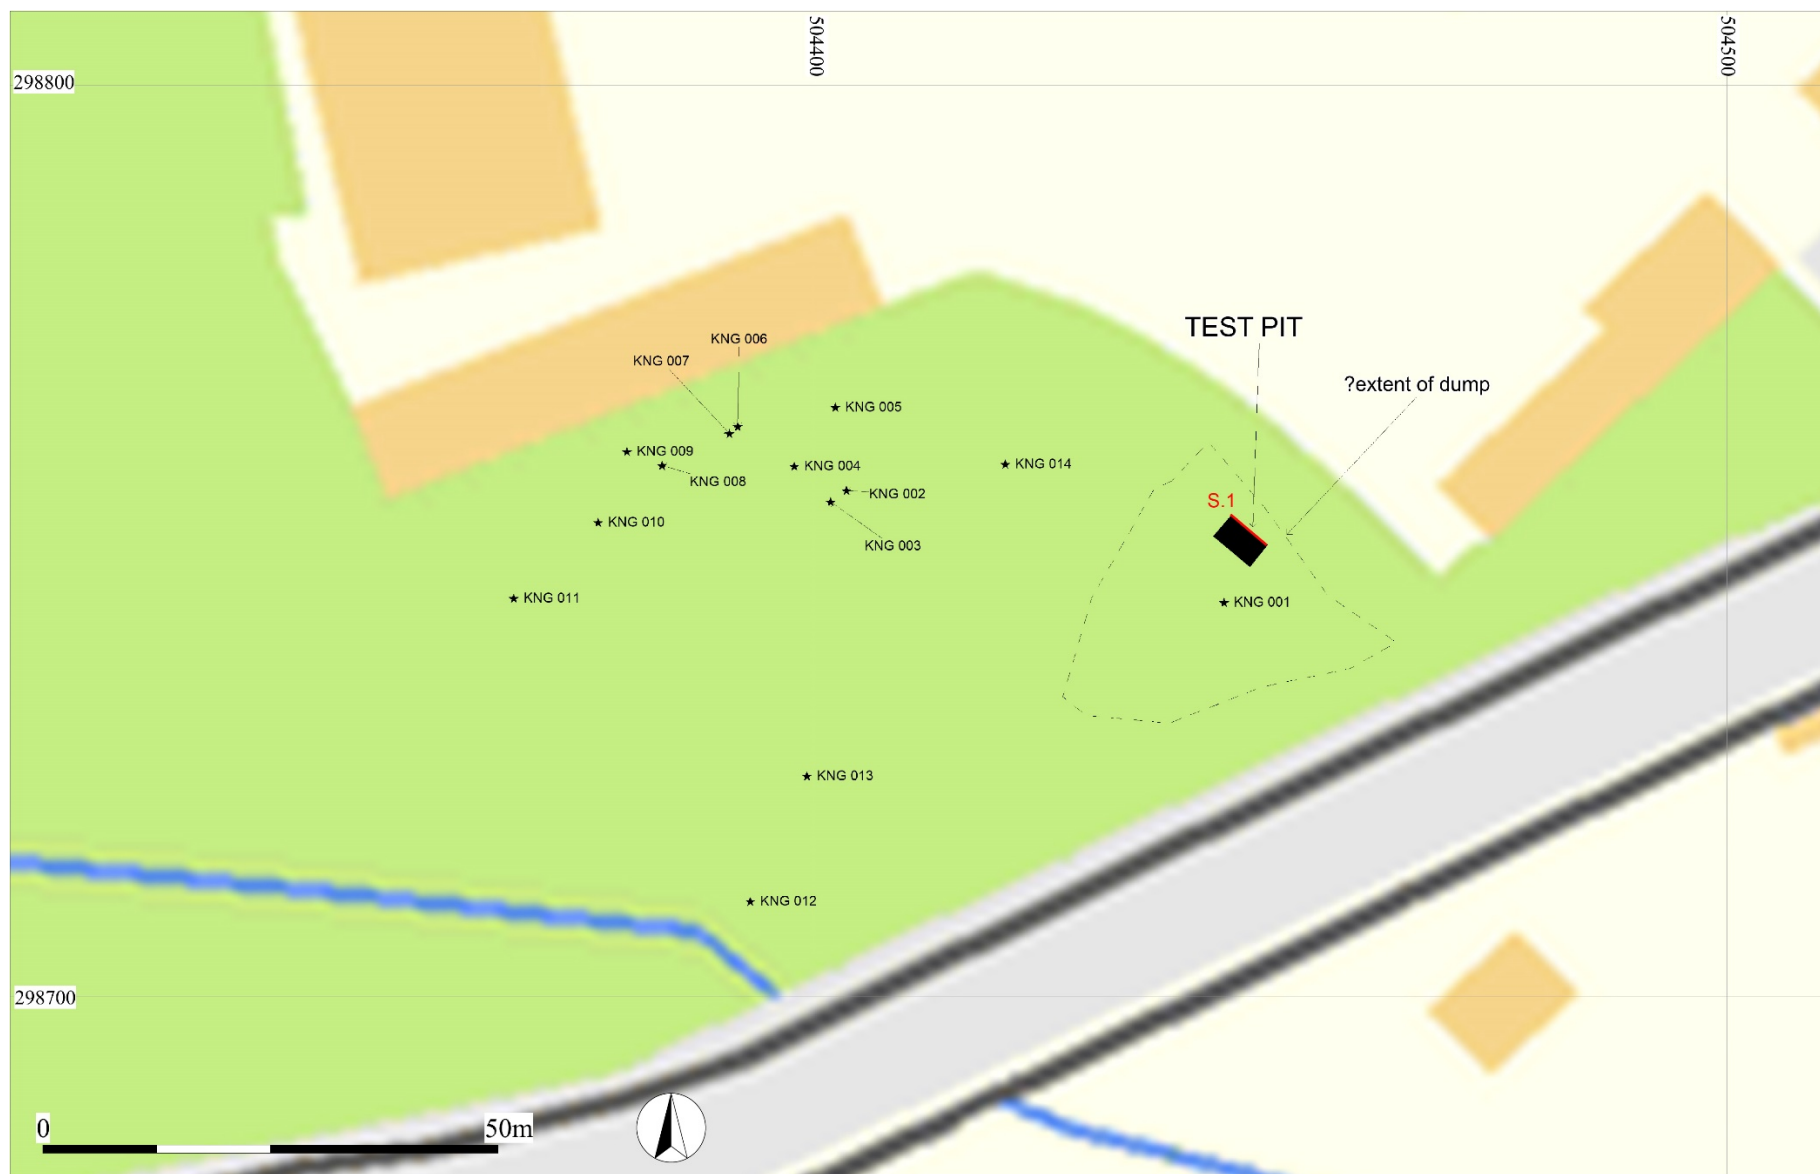 504400
504500
298800
TEST PIT
KNG 006
KNG 007
?extent of dump
KNG 005
KNG 009
KNG 004
KNG 014
KNG 008
KNG 002
S.1
KNG 010
KNG 003
KNG 011
KNG 001
KNG 013
KNG 012
298700
0
50m